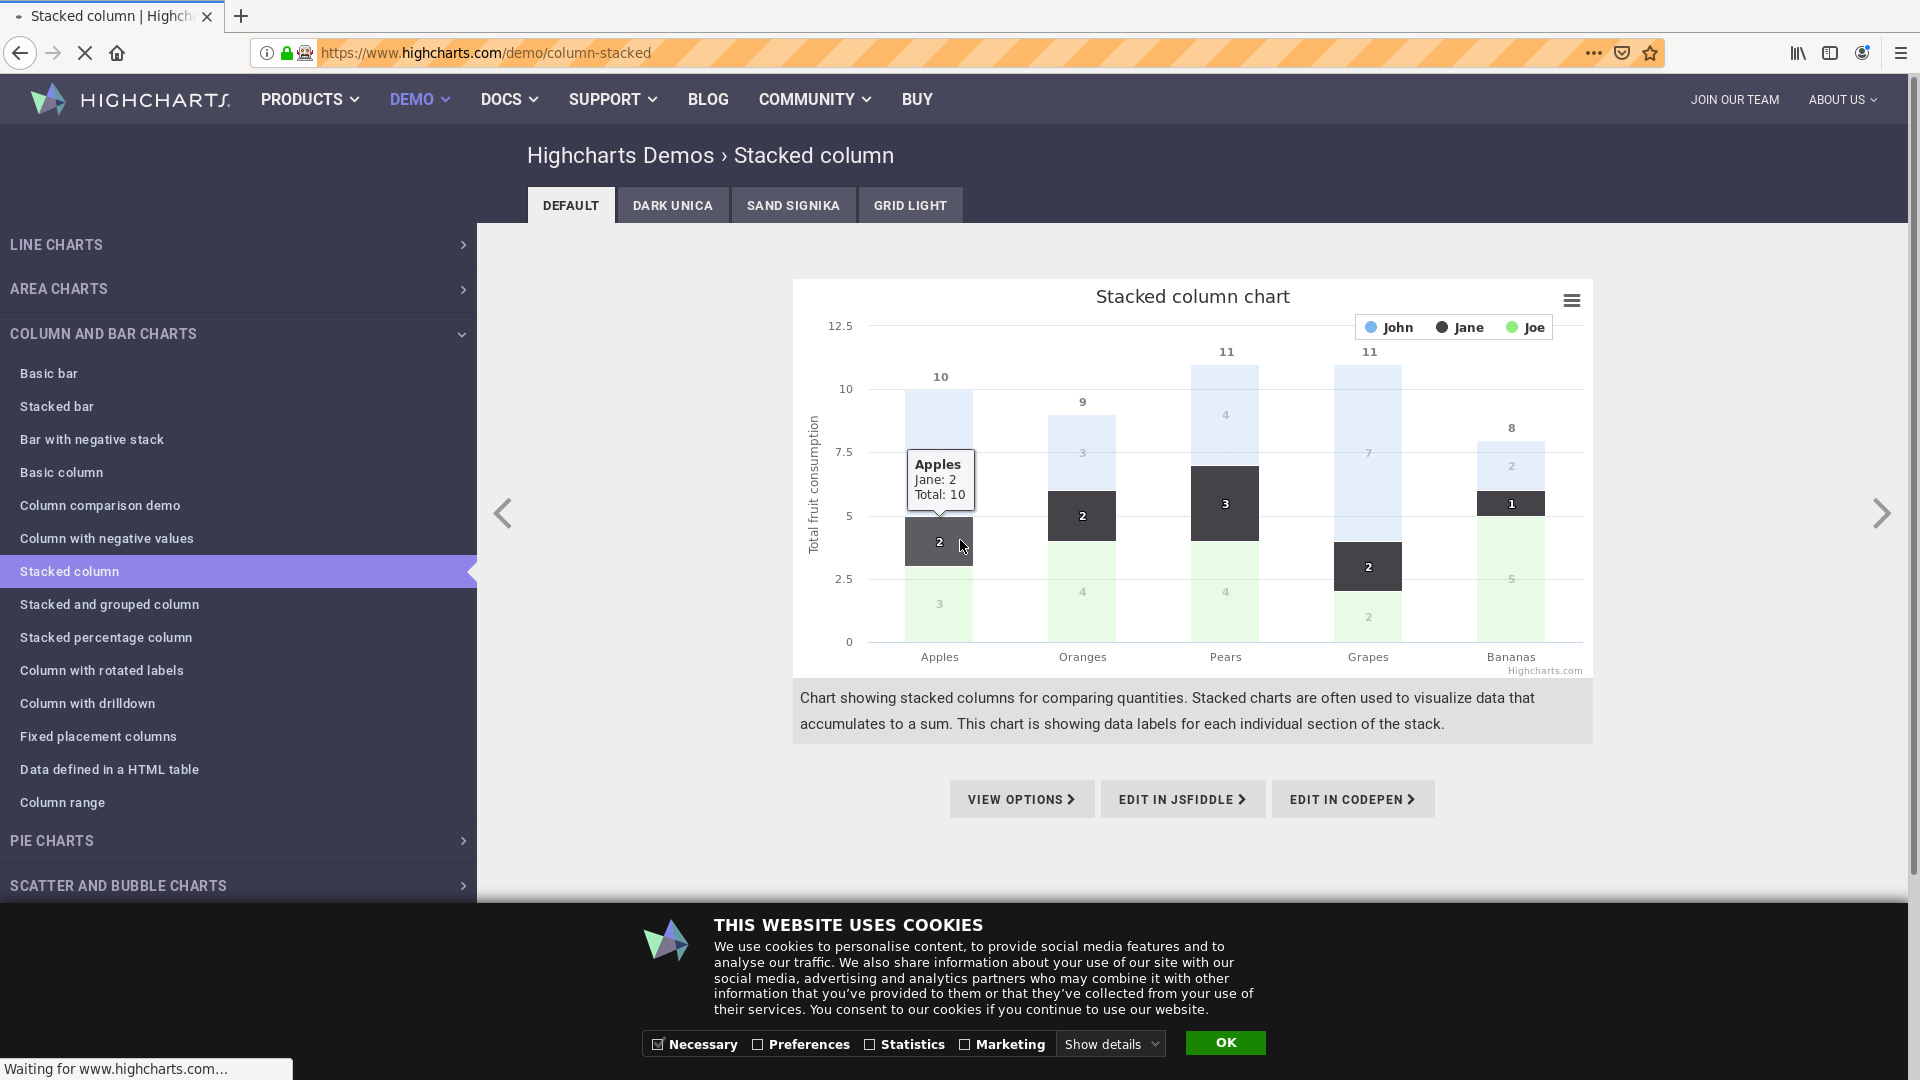 Stacked column | Highch
https://www.highcharts.com/demo/column-stacked
HIGHCHARTS
PRODUCTS
DEMO
DOCS
SUPPORT
BLOG
COMMUNITY
BUY
JOIN OUR TEAM
ABOUT US
Highcharts Demos › Stacked column
DEFAULT
DARK UNICA
SAND SIGNIKA
GRID LIGHT
LINE CHARTS
AREA CHARTS
COLUMN AND BAR CHARTS
Basic bar
Stacked bar
Bar with negative stack
Basic column
Column comparison demo
Column with negative values
Stacked column
Stacked and grouped column
Stacked percentage column
Column with rotated labels
Column with drilldown
Fixed placement columns
Data defined in a HTML table
Column range
PIE CHARTS
SCATTER AND BUBBLE CHARTS
Stacked column chart
John
Jane
Joe
Total fruit consumption
12.5
10
7.5
5
2.5
0
10
9
11
11
8
3
4
7
2
Apples
Jane: 2
Total: 10
2
2
3
2
1
3
4
4
2
5
Apples
Oranges
Pears
Grapes
Bananas
Highcharts.com
Chart showing stacked columns for comparing quantities. Stacked charts are often used to visualize data that
accumulates to a sum. This chart is showing data labels for each individual section of the stack.
VIEW OPTIONS
EDIT IN JSFIDDLE
EDIT IN CODEPEN
THIS WEBSITE USES COOKIES
We use cookies to personalise content, to provide social media features and to
analyse our traffic. We also share information about your use of our site with our
social media, advertising and analytics partners who may combine it with other
information that you’ve provided to them or that they’ve collected from your use of
their services. You consent to our cookies if you continue to use our website.
Necessary
Preferences
Statistics
Marketing
Show details
OK
Waiting for www.highcharts.com…